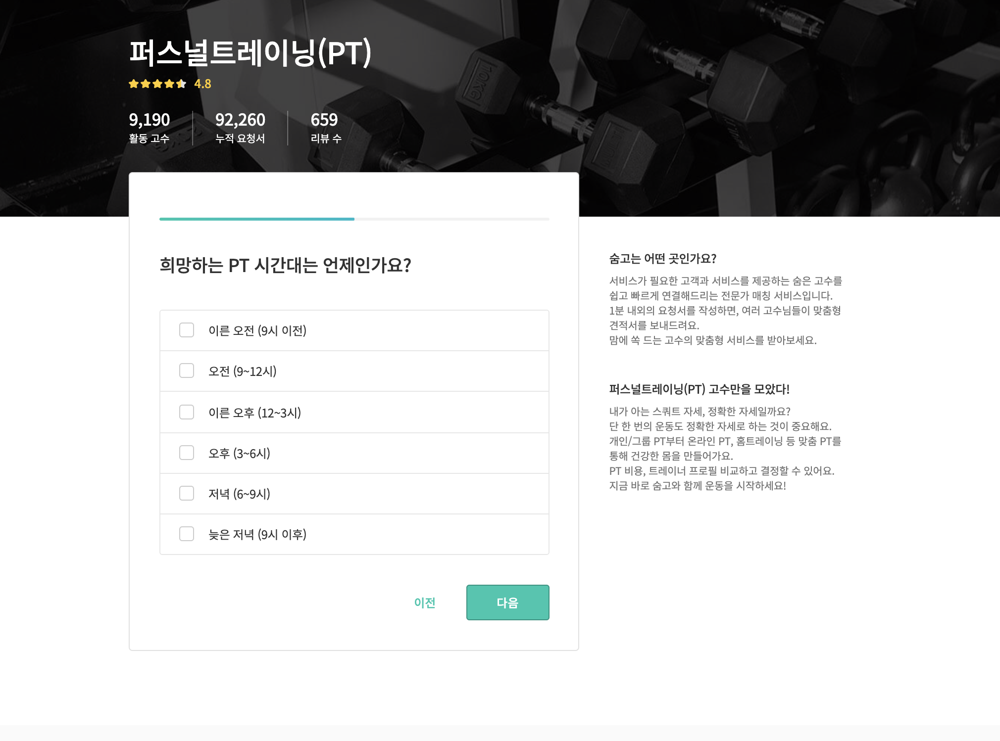 퍼스널트레이닝(PT)
4.8
9,190
활동 고수
92,260
누적 요청서
659
리뷰 수
10KG
희망하는 PT 시간대는 언제인가요?
이른 오전 (9시 이전)
오전 (9~12시)
이른 오후 (12~3시)
오후 (3~6시)
저녁 (6~9시)
늦은 저녁 (9시 이후)
이전
다음
숨고는 어떤 곳인가요?
서비스가 필요한 고객과 서비스를 제공하는 숨은 고수를
쉽고 빠르게 연결해드리는 전문가 매칭 서비스입니다.
1분 내외의 요청서를 작성하면, 여러 고수님들이 맞춤형
견적서를 보내드려요.
맘에 쏙 드는 고수의 맞춤형 서비스를 받아보세요.
퍼스널트레이닝(PT) 고수만을 모았다!
내가 아는 스쿼트 자세, 정확한 자세일까요?
단 한 번의 운동도 정확한 자세로 하는 것이 중요해요.
개인/그룹 PT부터 온라인 PT, 홈트레이닝 등 맞춤 PT를
통해 건강한 몸을 만들어가요.
PT 비용, 트레이너 프로필 비교하고 결정할 수 있어요.
지금 바로 숨고와 함께 운동을 시작하세요!